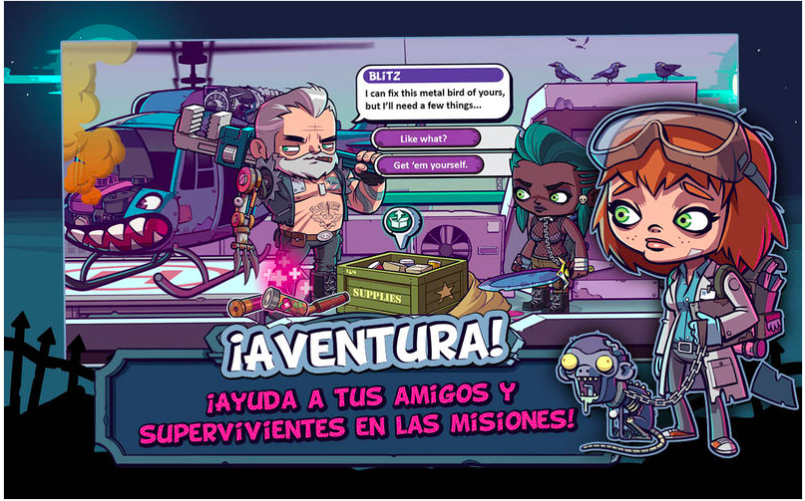 BLiTZ
I can fix this metal bird of yours,
but I'll need a few things...
Like what?
Get 'em yourself.
SUPPLIES
¡AVENTURA!
¡AYUDA A TUS AMiGOS Y
SUPERViViENTES EN LAS MiSiONES!